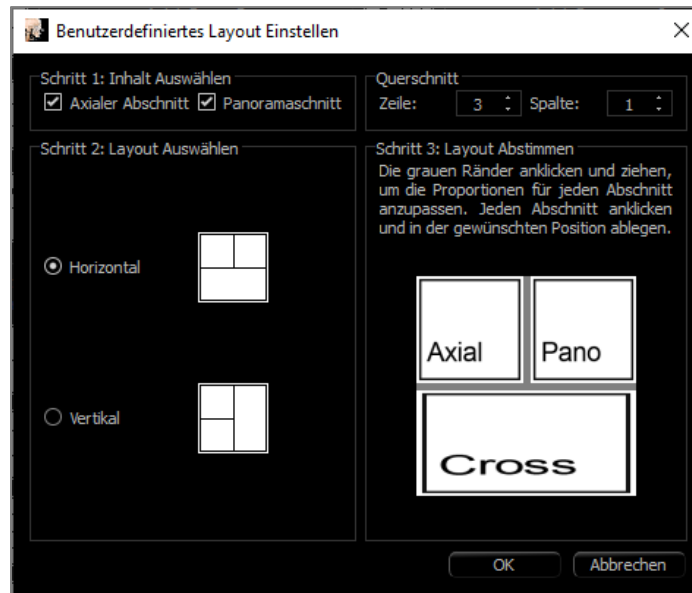 Benutzerdefiniertes Layout Einstellen
Schritt 1: Inhalt Auswählen
Axialer Abschnitt Panoramaschnitt
Querschnitt
Zeile: 3 Spalte: 1
Schritt 2: Layout Auswählen
Horizontal
Vertikal
Schritt 3: Layout Abstimmen
Die grauen Ränder anklicken und ziehen,
um die Proportionen für jeden Abschnitt
anzupassen. Jeden Abschnitt anklicken
und in der gewünschten Position ablegen.
Axial Pano
Cross
OK Abbrechen